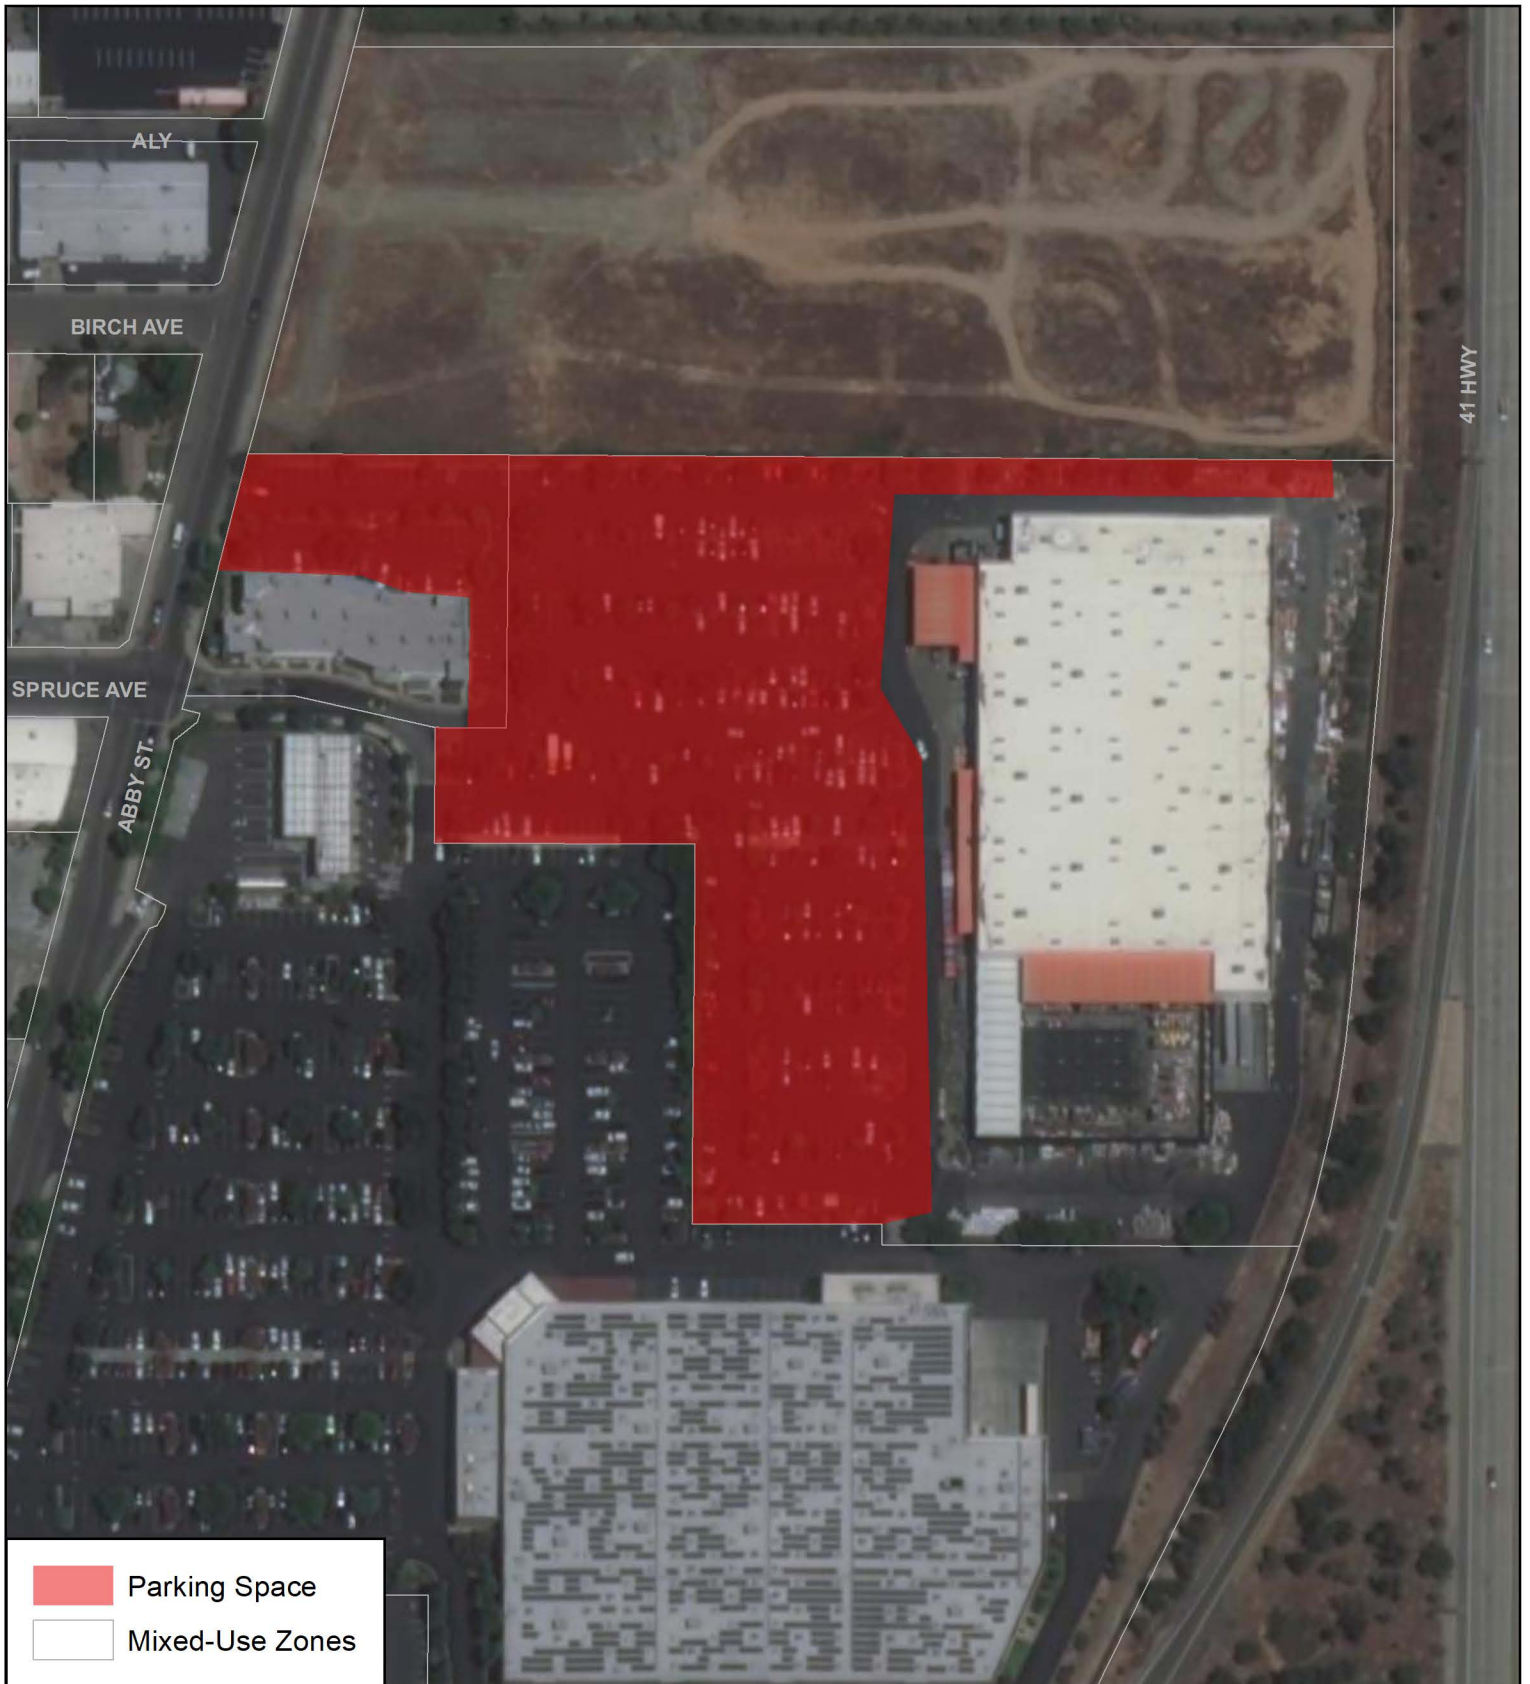 ALY
BIRCH AVE
41 HWY
SPRUCE AVE
ABBY ST.
Parking Space
Mixed-Use Zones